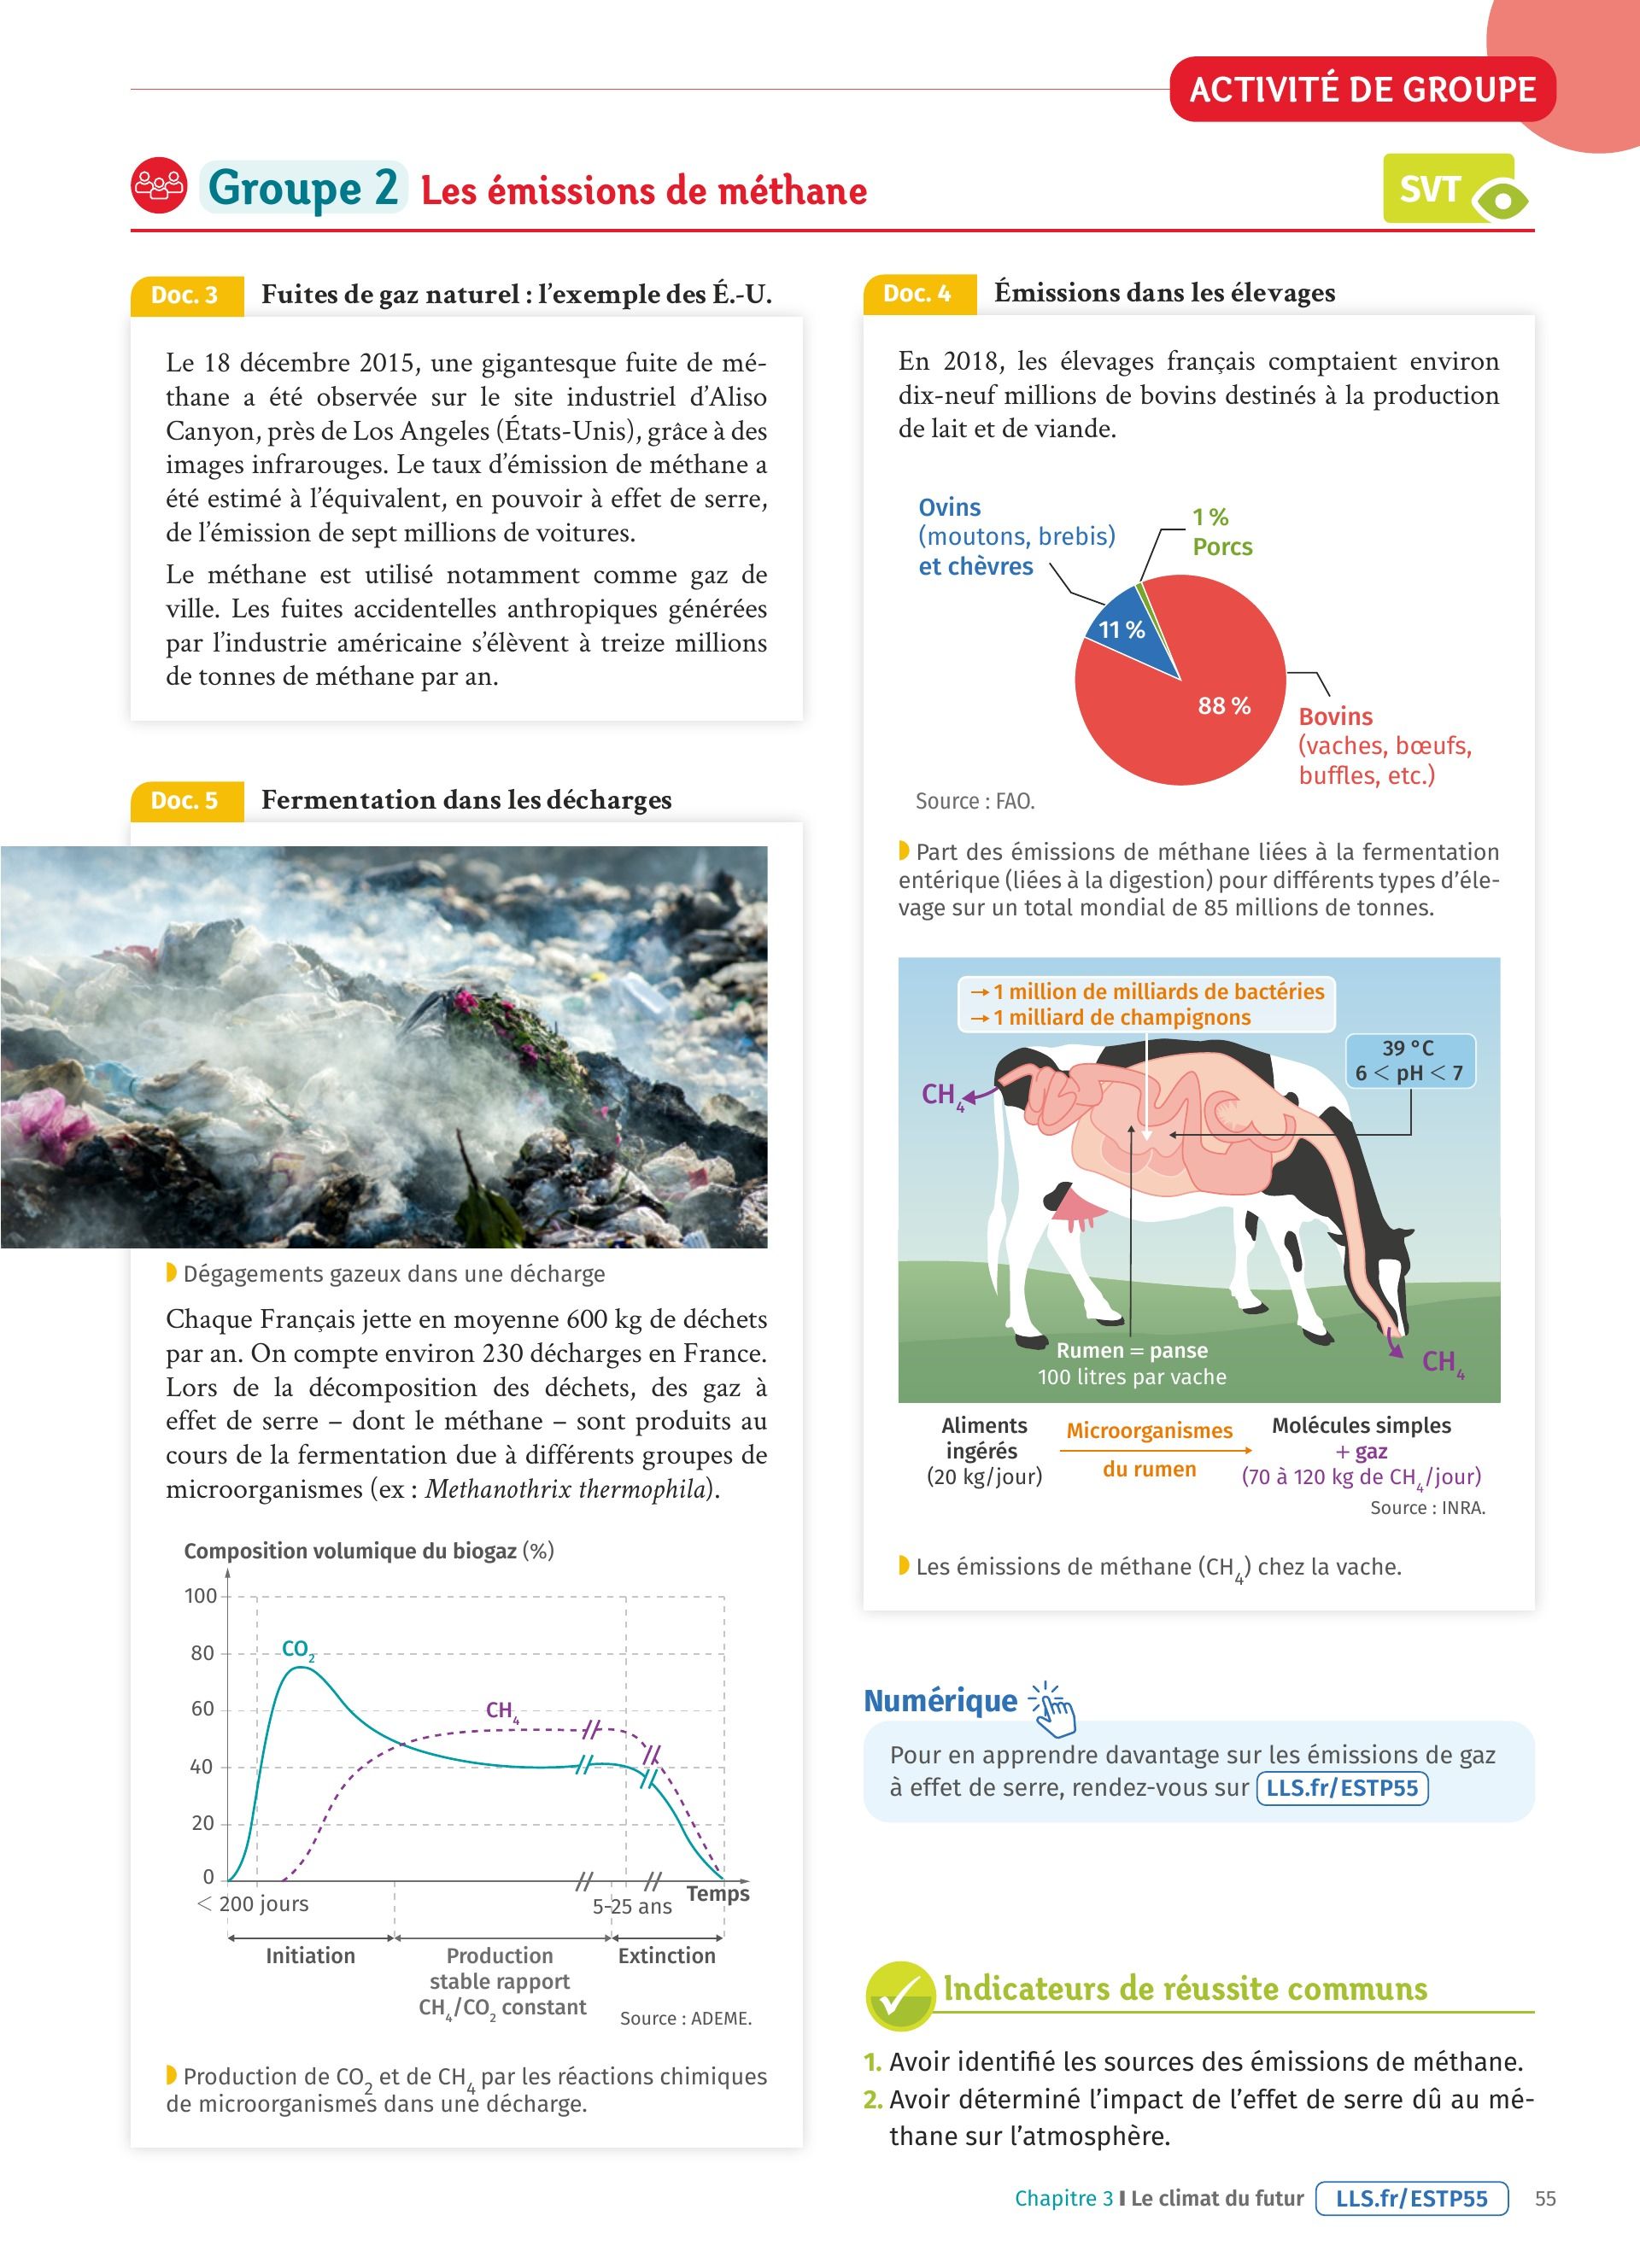 ACTIVITÉ DE GROUPE
Groupe 2 Les émissions de méthane
SVT
Doc. 3 Fuites de gaz naturel : l'exemple des É.-U.
Le 18 décembre 2015, une gigantesque fuite de mé-
thane a été observée sur le site industriel d'Aliso
Canyon, près de Los Angeles (États-Unis), grâce à des
images infrarouges. Le taux d'émission de méthane a
été estimé à l'équivalent, en pouvoir à effet de serre,
de l'émission de sept millions de voitures.
Le méthane est utilisé notamment comme gaz de
ville. Les fuites accidentelles anthropiques générées
par l'industrie américaine s'élèvent à treize millions
de tonnes de méthane par an.
Doc. 5 Fermentation dans les décharges
Dégagements gazeux dans une décharge
Chaque Français jette en moyenne 600 kg de déchets
par an. On compte environ 230 décharges en France.
Lors de la décomposition des déchets, des gaz à
effet de serre – dont le méthane – sont produits au
cours de la fermentation due à différents groupes de
microorganismes (ex : Methanothrix thermophila).
Composition volumique du biogaz (%)
100
80
60
40
20
0
CO2
CH4
< 200 jours
5-25 ans
Temps
Initiation
Production
stable rapport
CH4/CO2 constant
Extinction
Source : ADEME.
Production de CO2 et de CH4 par les réactions chimiques
de microorganismes dans une décharge.
Doc. 4 Émissions dans les élevages
En 2018, les élevages français comptaient environ
dix-neuf millions de bovins destinés à la production
de lait et de viande.
Ovins
(moutons, brebis)
et chèvres
1 %
Porcs
11 %
88 %
Bovins
(vaches, bœufs,
buffles, etc.)
Source : FAO.
Part des émissions de méthane liées à la fermentation
entérique (liées à la digestion) pour différents types d'éle-
vage sur un total mondial de 85 millions de tonnes.
→ 1 million de milliards de bactéries
→ 1 milliard de champignons
39 °C
6 < pH < 7
CH4
Rumen = panse
100 litres par vache
CH4
Aliments
ingérés
(20 kg/jour)
Microorganismes
du rumen
Molécules simples
+ gaz
(70 à 120 kg de CH4/jour)
Source : INRA.
Les émissions de méthane (CH4) chez la vache.
Numérique
Pour en apprendre davantage sur les émissions de gaz
à effet de serre, rendez-vous sur LLS.fr/ESTP55
Indicateurs de réussite communs
1. Avoir identifié les sources des émissions de méthane.
2. Avoir déterminé l'impact de l'effet de serre dû au mé-
thane sur l'atmosphère.
Chapitre 3 I Le climat du futur LLS.fr/ESTP55 55